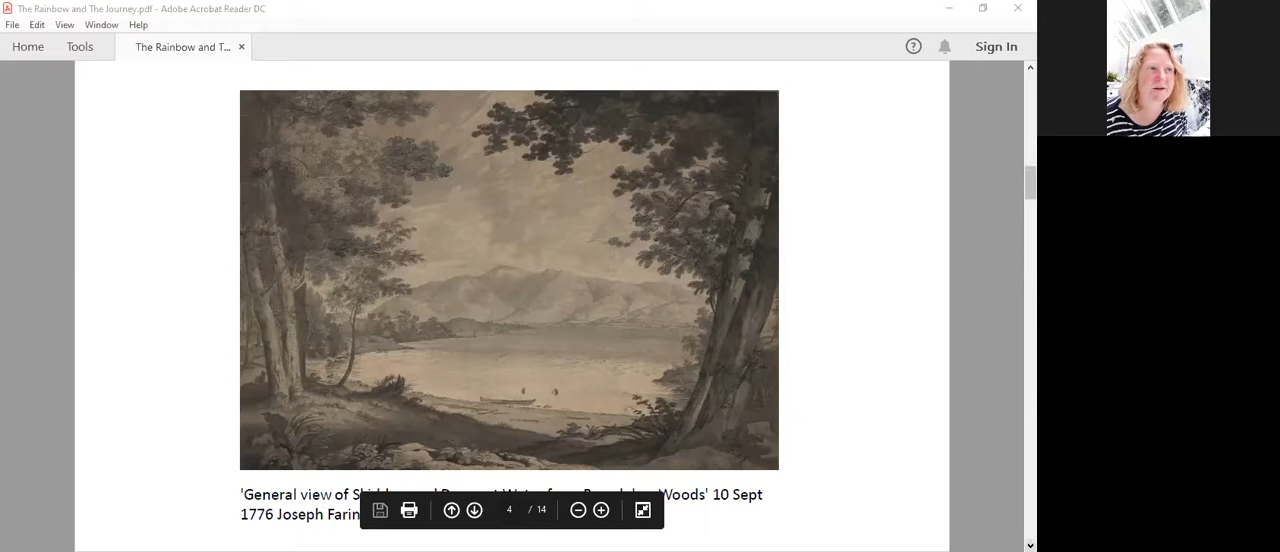 The Rainbow and The Journey.pdf - Adobe Acrobat Reader DC
File Edit View Window Help
Home Tools The Rainbow and T... × ? Sign In
'General view of Woods' 10 Sept
1776 Joseph Farin
4 / 14